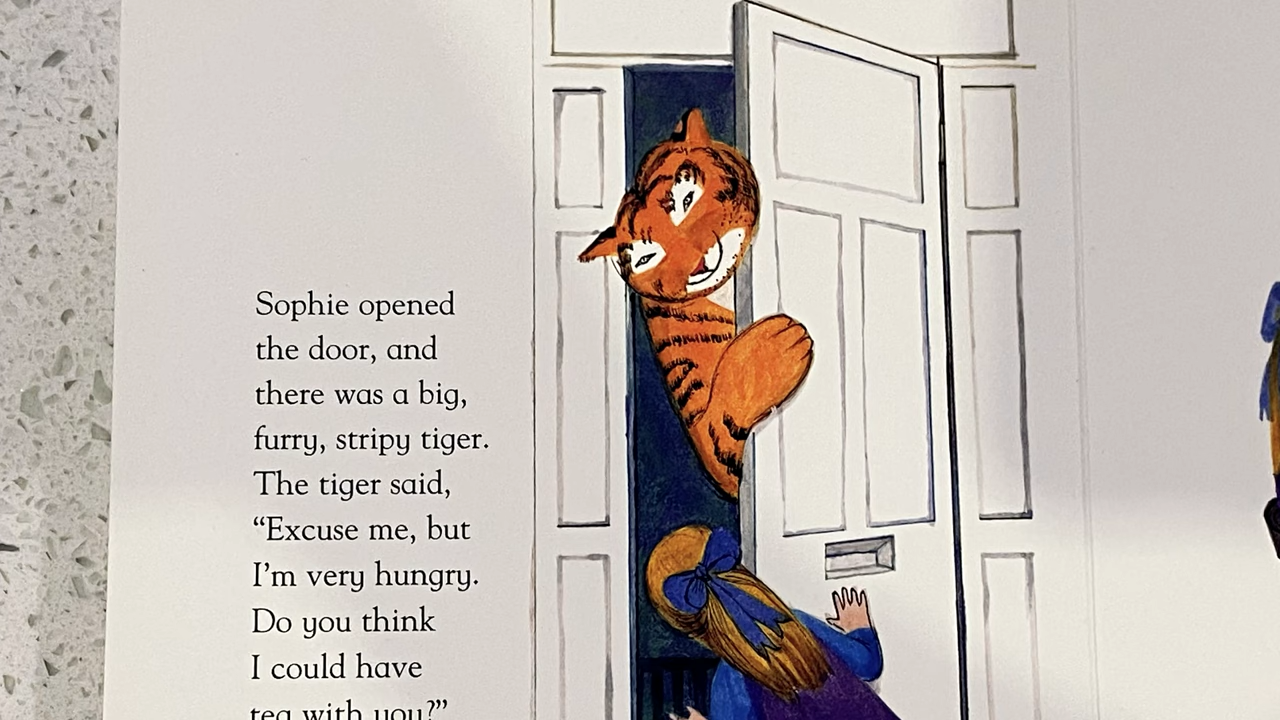 Sophie opened
the door, and
there was a big,
furry, stripy tiger.
The tiger said,
“Excuse me, but
I’m very hungry.
Do you think
I could have
tea with you?”